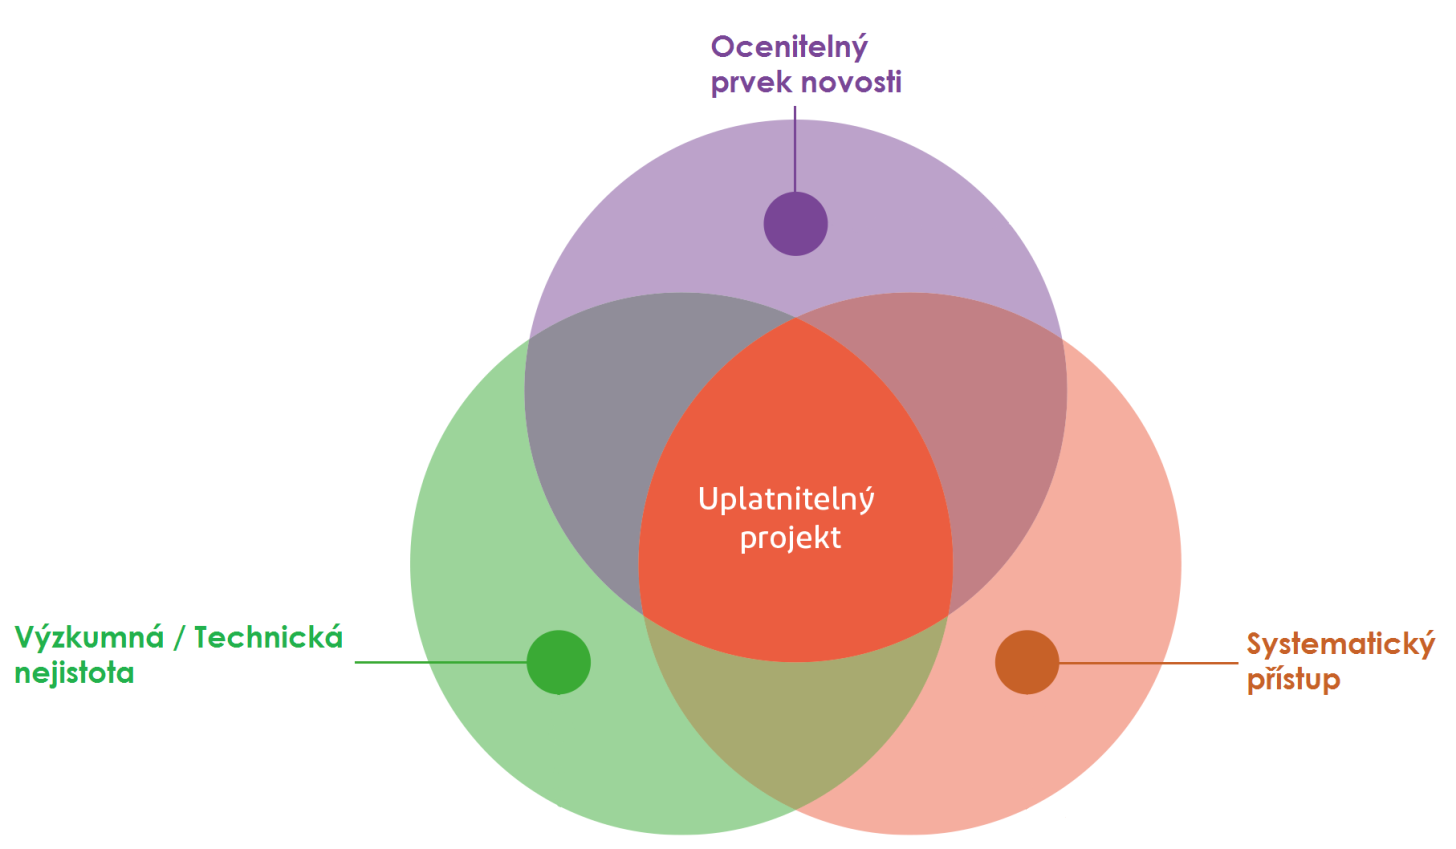 Ocenitelný
prvek novosti
Uplatnitelný
projekt
Výzkumná / Technická
nejistota
Systematický
přístup